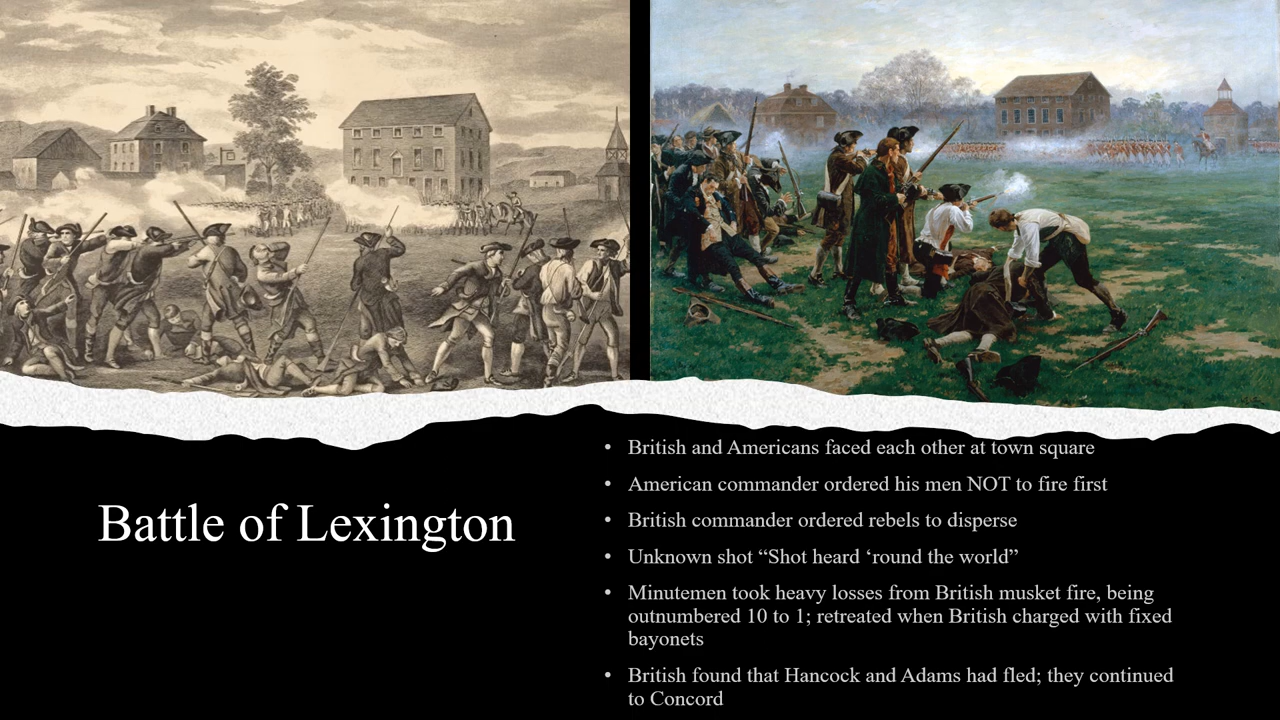 Battle of Lexington
• British and Americans faced each other at town square
• American commander ordered his men NOT to fire first
• British commander ordered rebels to disperse
• Unknown shot “Shot heard ‘round the world”
• Minutemen took heavy losses from British musket fire, being
outnumbered 10 to 1; retreated when British charged with fixed
bayonets
• British found that Hancock and Adams had fled; they continued
to Concord